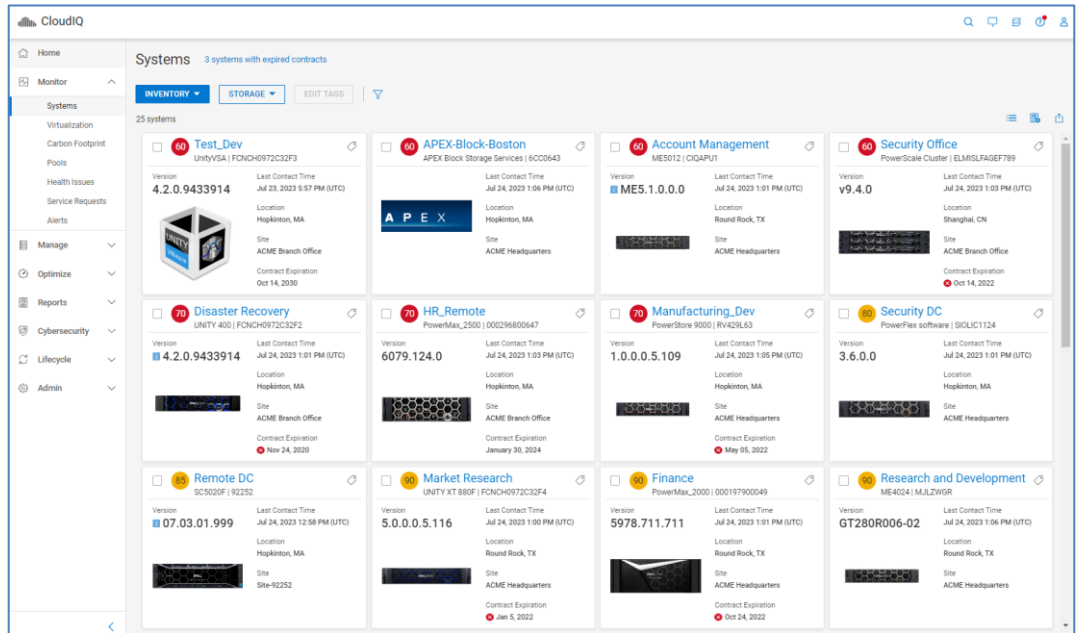 CloudIQ
Home
Monitor
Systems
Virtualization
Carbon Footprint
Pools
Health Issues
Service Requests
Alerts
Manage
Optimize
Reports
Cybersecurity
Lifecycle
Admin
Systems 3 systems with expired contracts
INVENTORY STORAGE EDIT TAGS
25 systems
60 Test_Dev
UnityVSA | FCNCH0972C32F3
Version
4.2.0.9433914
Last Contact Time
Jul 23, 2023 5:57 PM (UTC)
Location
Hopkinton, MA
Site
ACME Branch Office
Contract Expiration
Oct 14, 2030
UNITY
60 APEX-Block-Boston
APEX Block Storage Services | 6CC0643
Last Contact Time
Jul 24, 2023 1:06 PM (UTC)
Location
Hopkinton, MA
Site
ACME Headquarters
APEX
60 Account Management
ME5012 | CIQAPU1
Version
ME5.1.0.0.0
Last Contact Time
Jul 24, 2023 1:01 PM (UTC)
Location
Round Rock, TX
Site
ACME Headquarters
60 Security Office
PowerScale Cluster | ELMISLFAGEF789
Version
v9.4.0
Last Contact Time
Jul 24, 2023 1:03 PM (UTC)
Location
Shanghai, CN
Site
ACME Branch Office
Contract Expiration
Oct 14, 2022
70 Disaster Recovery
UNITY 400 | FCNCH0972C32F2
Version
4.2.0.9433914
Last Contact Time
Jul 24, 2023 1:01 PM (UTC)
Location
Hopkinton, MA
Site
ACME Branch Office
Contract Expiration
Nov 24, 2020
70 HR_Remote
PowerMax_2500 | 000296800647
Version
6079.124.0
Last Contact Time
Jul 24, 2023 1:03 PM (UTC)
Location
Hopkinton, MA
Site
ACME Branch Office
Contract Expiration
January 30, 2024
70 Manufacturing_Dev
PowerStore 9000 | RV429L63
Version
1.0.0.0.5.109
Last Contact Time
Jul 24, 2023 1:05 PM (UTC)
Location
Hopkinton, MA
Site
ACME Headquarters
Contract Expiration
May 05, 2022
80 Security DC
PowerFlex software | SIOLIC1124
Version
3.6.0.0
Last Contact Time
Jul 24, 2023 1:01 PM (UTC)
Location
Hopkinton, MA
Site
ACME Headquarters
85 Remote DC
SC5020F | 92252
Version
07.03.01.999
Last Contact Time
Jul 24, 2023 12:58 PM (UTC)
Location
Hopkinton, MA
Site
Site-92252
90 Market Research
UNITY XT 880F | FCNCH0972C32F4
Version
5.0.0.0.5.116
Last Contact Time
Jul 24, 2023 1:00 PM (UTC)
Location
Round Rock, TX
Site
ACME Headquarters
Contract Expiration
Jan 5, 2022
90 Finance
PowerMax_2000 | 000197900049
Version
5978.711.711
Last Contact Time
Jul 24, 2023 1:01 PM (UTC)
Location
Round Rock, TX
Site
ACME Headquarters
Contract Expiration
Oct 24, 2022
90 Research and Development
ME4024 | MJLZWGR
Version
GT280R006-02
Last Contact Time
Jul 24, 2023 1:06 PM (UTC)
Location
Round Rock, TX
Site
ACME Headquarters